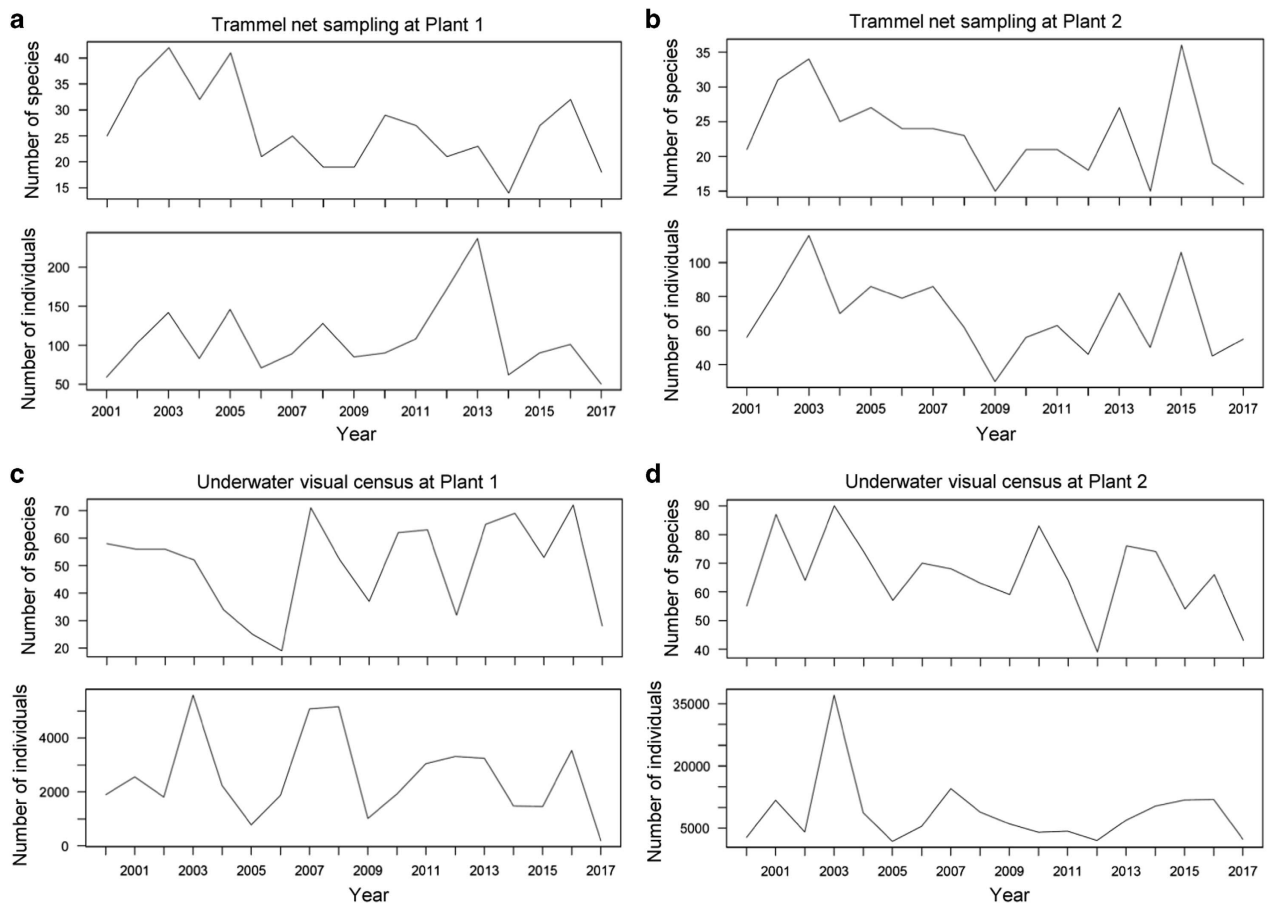 a
Trammel net sampling at Plant 1
Number of species
40
35
30
25
20
15
Number of individuals
200
150
100
50
2001 2003 2005 2007 2009 2011 2013 2015 2017
Year
b
Trammel net sampling at Plant 2
Number of species
35
30
25
20
15
Number of individuals
100
80
60
40
2001 2003 2005 2007 2009 2011 2013 2015 2017
Year
c
Underwater visual census at Plant 1
Number of species
70
60
50
40
30
20
Number of individuals
4000
2000
0
2001 2003 2005 2007 2009 2011 2013 2015 2017
Year
d
Underwater visual census at Plant 2
Number of species
90
80
70
60
50
40
Number of individuals
35000
20000
5000
2001 2003 2005 2007 2009 2011 2013 2015 2017
Year